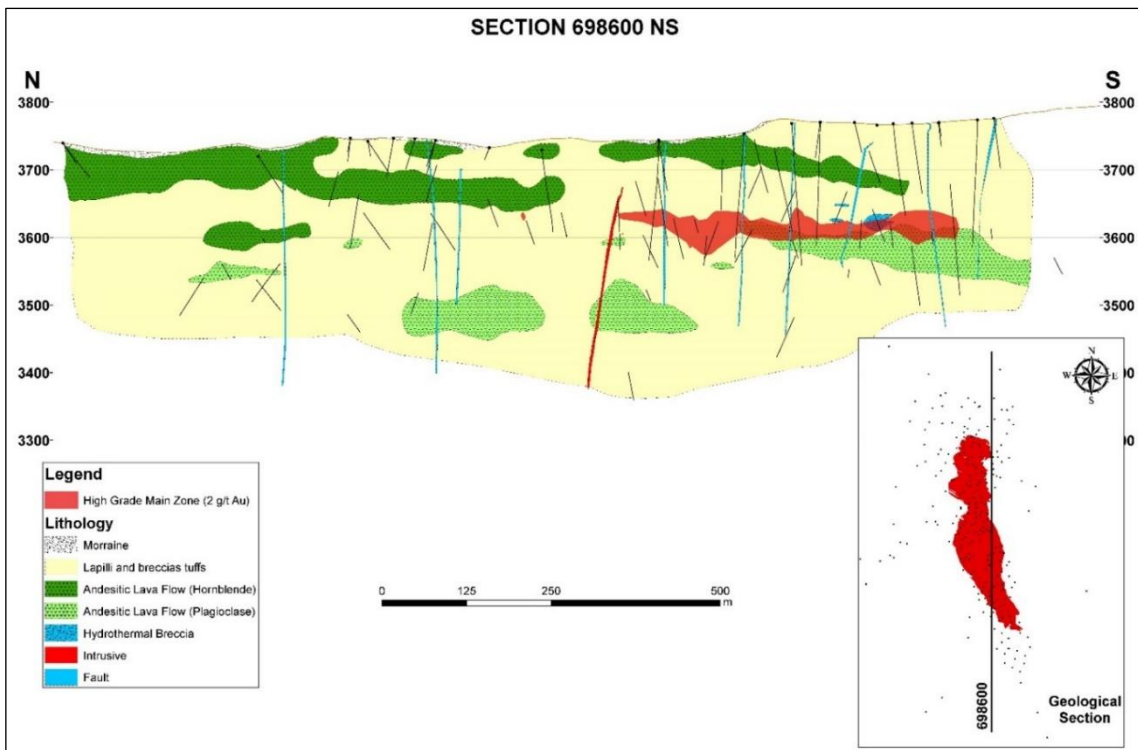 SECTION 698600 NS
N
S
3800
3800
3700
3700
3600
3600
3500
3500
3400
00
3300
00
Legend
High Grade Main Zone (2 g/t Au)
Lithology
Morraine
Lapilli and breccias tuffs
Andesitic Lava Flow (Hornblende)
Andesitic Lava Flow (Plagioclase)
Hydrothermal Breccia
Intrusive
Fault
0 125 250 500
m
N
W E
S
698600
Geological
Section